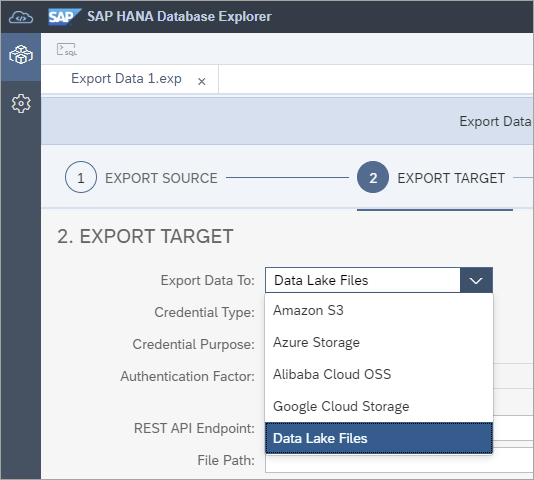 SAP SAP HANA Database Explorer
SQL
Export Data 1.exp ×
Export Data
1 EXPORT SOURCE 2 EXPORT TARGET
2. EXPORT TARGET
Export Data To: Data Lake Files
Credential Type: Amazon S3
Credential Purpose: Azure Storage
Authentication Factor: Alibaba Cloud OSS
Google Cloud Storage
REST API Endpoint: Data Lake Files
File Path: